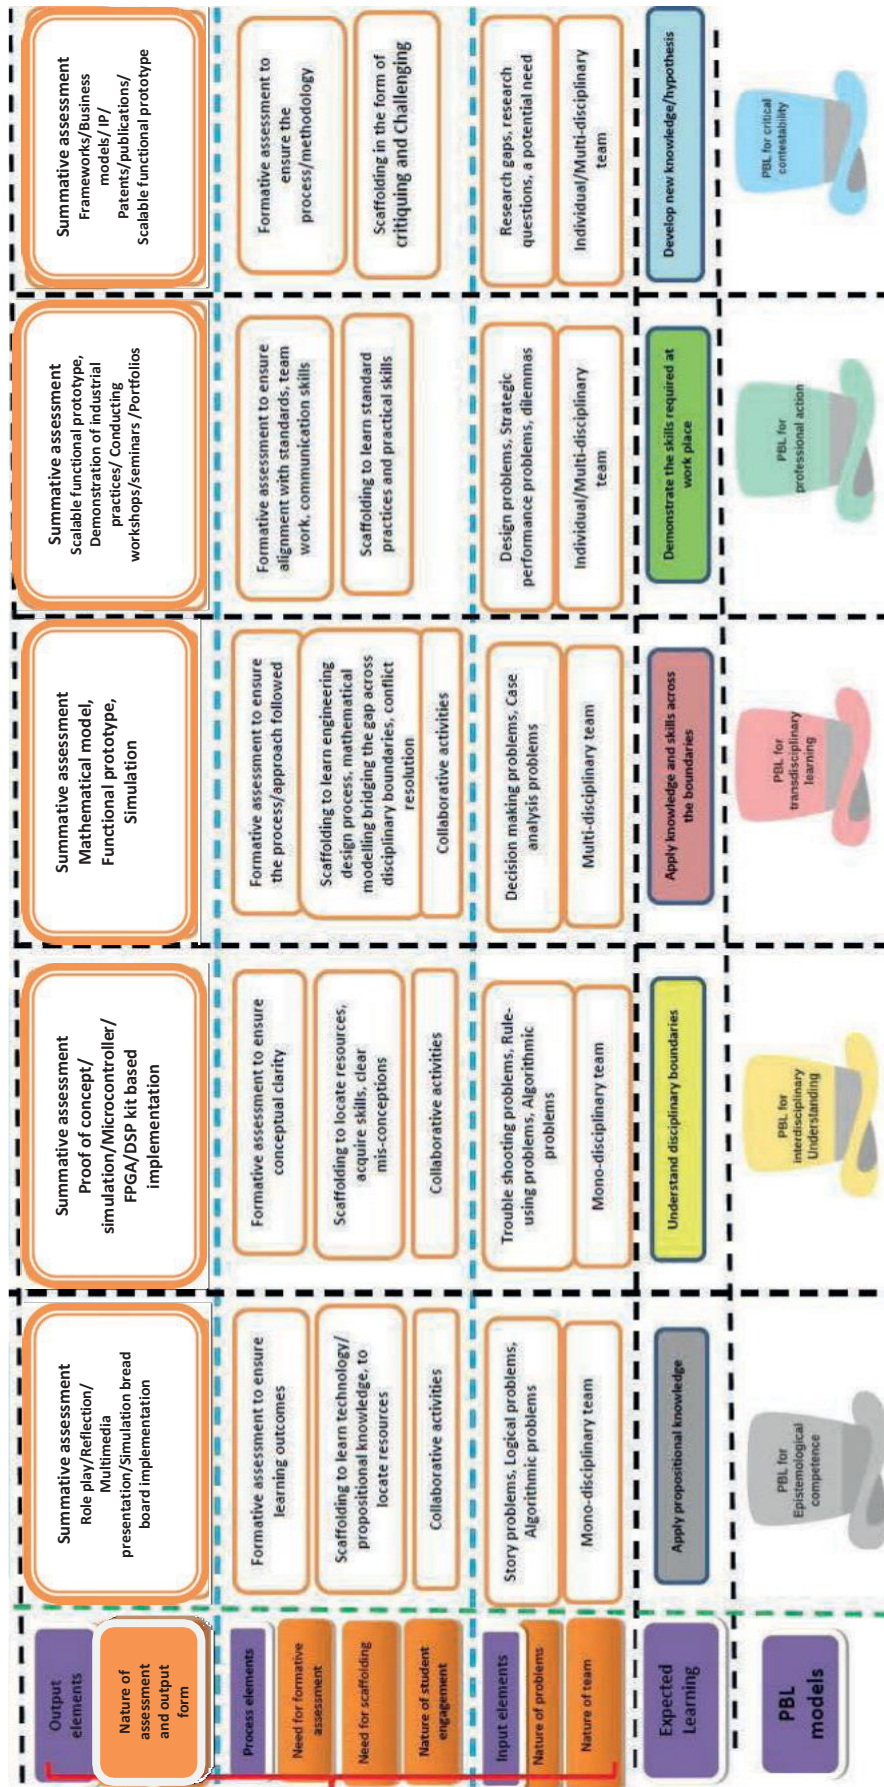 Output
elements
Nature of
assessment
and output
form
Summative assessment
Role play/Reflection/
Multimedia
presentation/Simulation bread
board implementation
Summative assessment
Proof of concept/
simulation/Microcontroller/
FPGA/DSP kit based
implementation
Summative assessment
Mathematical model,
Functional prototype,
Simulation
Summative assessment
Scalable functional prototype,
Demonstration of industrial
practices/ Conducting
workshops/seminars /Portfolios
Summative assessment
Frameworks/Business
models/ IP/
Patents/publications/
Scalable functional prototype
Process elements
Need for formative
assessment
Need for scaffolding
Nature of student
engagement
Formative assessment to ensure
learning outcomes
Scaffolding to learn technology/
propositional knowledge, to
locate resources
Collaborative activities
Formative assessment to ensure
conceptual clarity
Scaffolding to locate resources,
acquire skills, clear
mis-conceptions
Collaborative activities
Formative assessment to ensure
the process/approach followed
Scaffolding to learn engineering
design process, mathematical
modelling bridging the gap across
disciplinary boundaries, conflict
resolution
Collaborative activities
Formative assessment to ensure
alignment with standards, team
work, communication skills
Scaffolding to learn standard
practices and practical skills
Formative assessment to
ensure the
process/methodology
Scaffolding in the form of
critiquing and Challenging
Input elements
Nature of problems
Nature of team
Story problems, Logical problems,
Algorithmic problems
Mono-disciplinary team
Trouble shooting problems, Rule-
using problems, Algorithmic
problems
Mono-disciplinary team
Decision making problems, Case
analysis problems
Multi-disciplinary team
Design problems, Strategic
performance problems, dilemmas
Individual/Multi-disciplinary
team
Research gaps, research
questions, a potential need
Individual/Multi-disciplinary
team
Expected
Learning
Apply propositional knowledge
Understand disciplinary boundaries
Apply knowledge and skills across
the boundaries
Demonstrate the skills required at
work place
Develop new knowledge/hypothesis
PBL
models
PBL for
Epistemological
competence
PBL for
interdisciplinary
Understanding
PBL for
transdisciplinary
learning
PBL for
professional action
PBL for critical
contestability